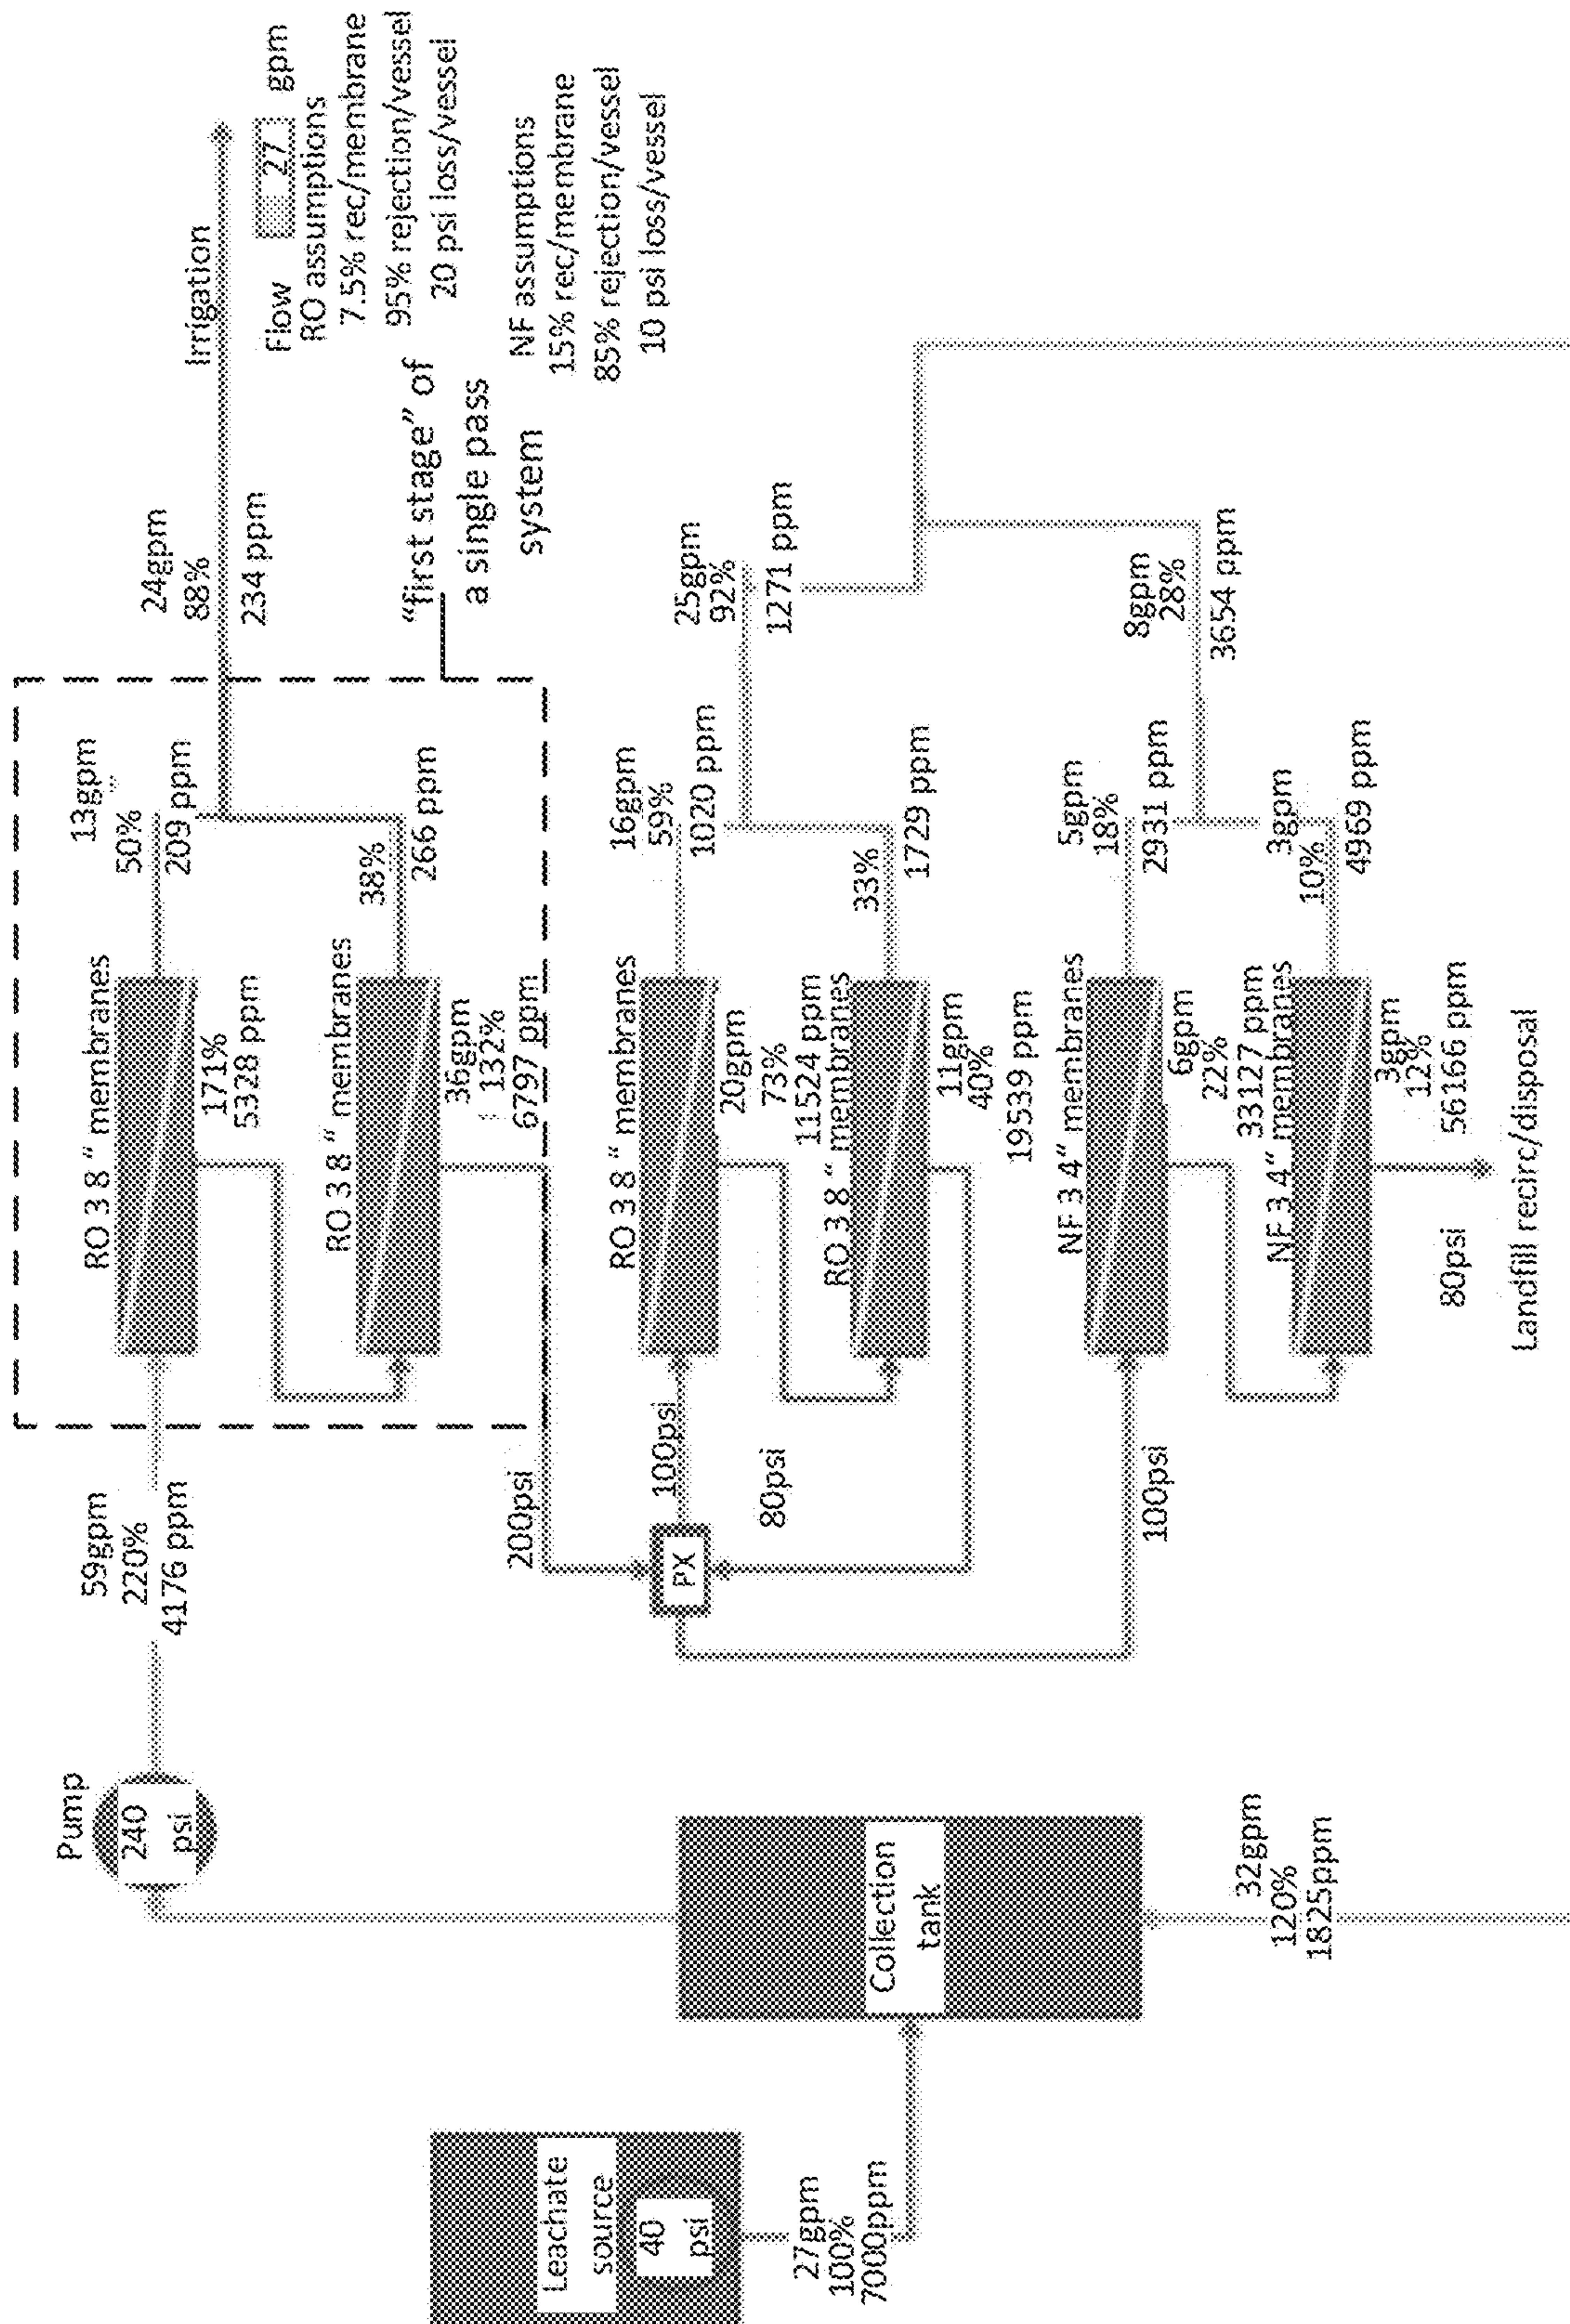 Leachate
source
40
psi
27gpm
100%
7000ppm
Collection
tank
32gpm
120%
1825ppm
Pump
240
psi
59gpm
220%
4176 ppm
RO 3 8 “ membranes
171%
5328 ppm
13gpm
50%
209 ppm
RO 3 8 “ membranes
36gpm
132%
6797 ppm
38%
266 ppm
24gpm
88%
234 ppm
Irrigation
Flow 27 gpm
RO assumptions
7.5% rec/membrane
95% rejection/vessel
20 psi loss/vessel
“first stage” of
a single pass
system
NF assumptions
15% rec/membrane
85% rejection/vessel
10 psi loss/vessel
200psi
PX
100psi
80psi
RO 3 8 “ membranes
20gpm
73%
11524 ppm
16gpm
59%
1020 ppm
RO 3 8 “ membranes
11gpm
40%
19539 ppm
33%
1729 ppm
25gpm
92%
1271 ppm
100psi
NF 3 4“ membranes
6gpm
22%
33127 ppm
5gpm
18%
2931 ppm
NF 3 4“ membranes
3gpm
12%
56166 ppm
3gpm
10%
4969 ppm
8gpm
28%
3654 ppm
80psi
Landfill recirc/disposal